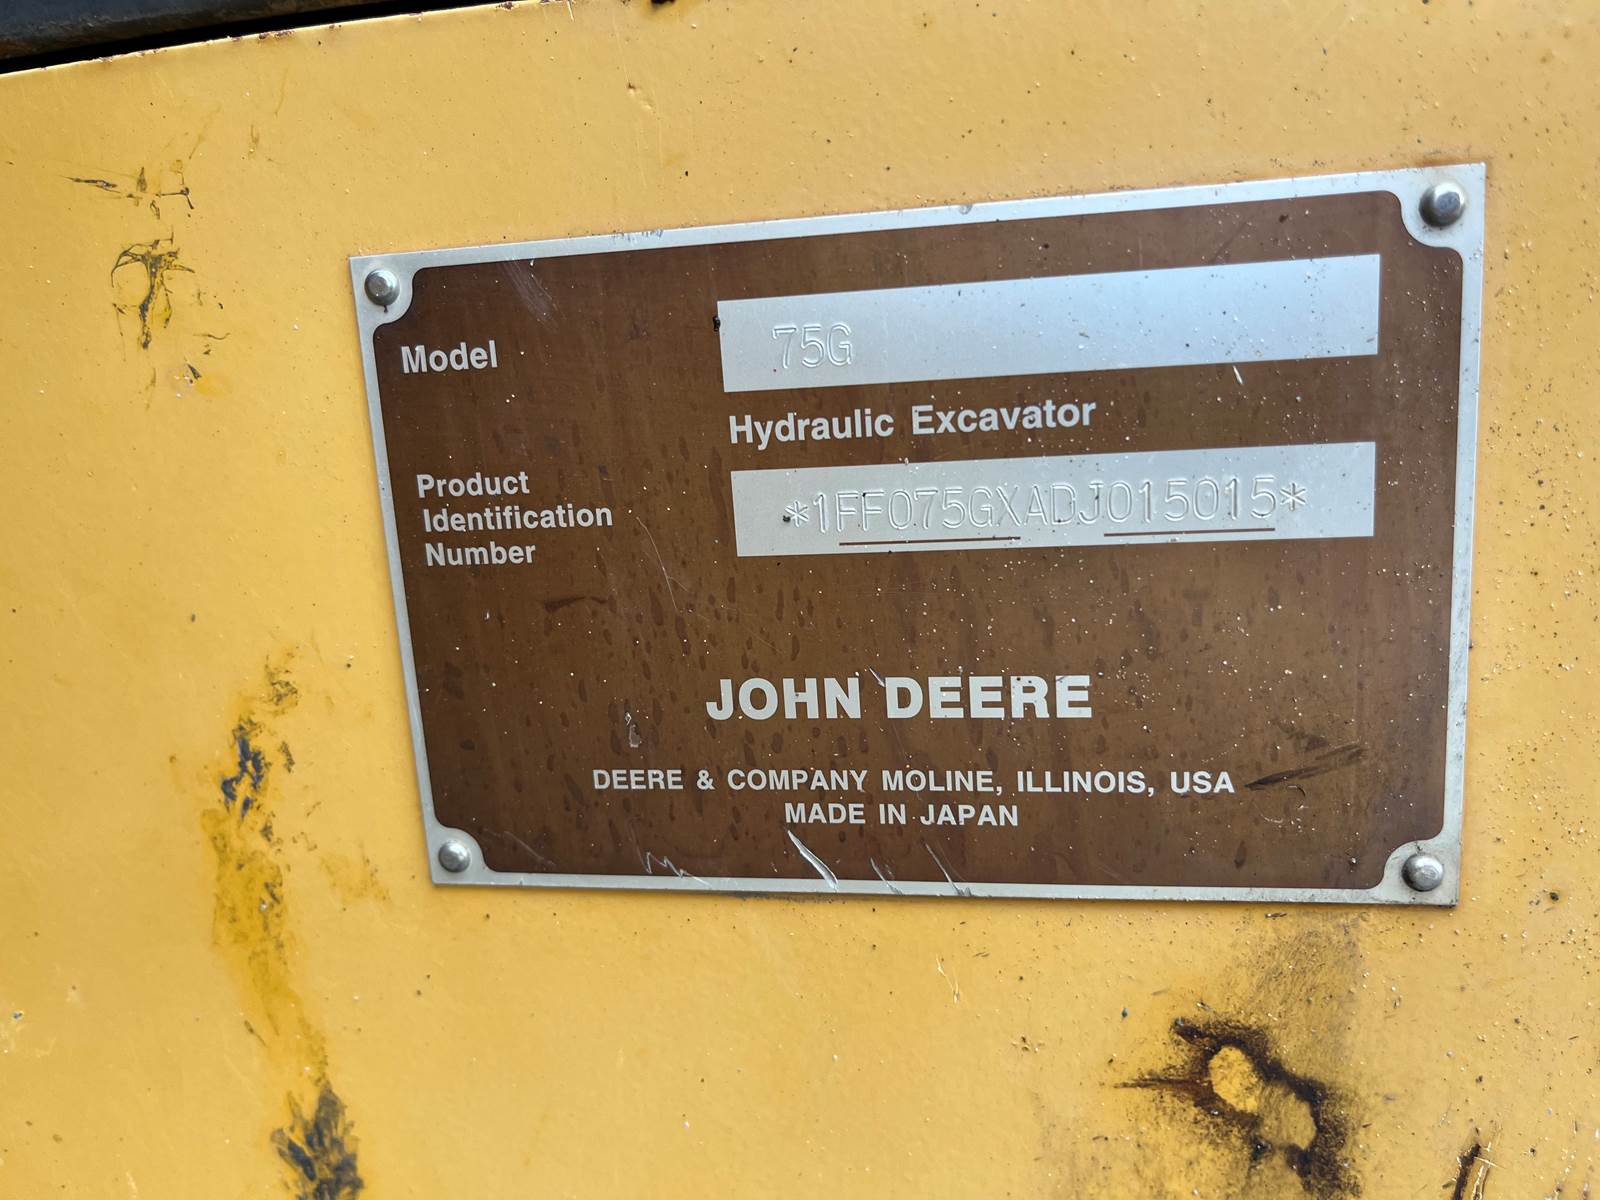 Model
75G
Hydraulic Excavator
Product
Identification
Number
*1FF075GXADJ015015*
JOHN DEERE
DEERE & COMPANY MOLINE, ILLINOIS, USA
MADE IN JAPAN